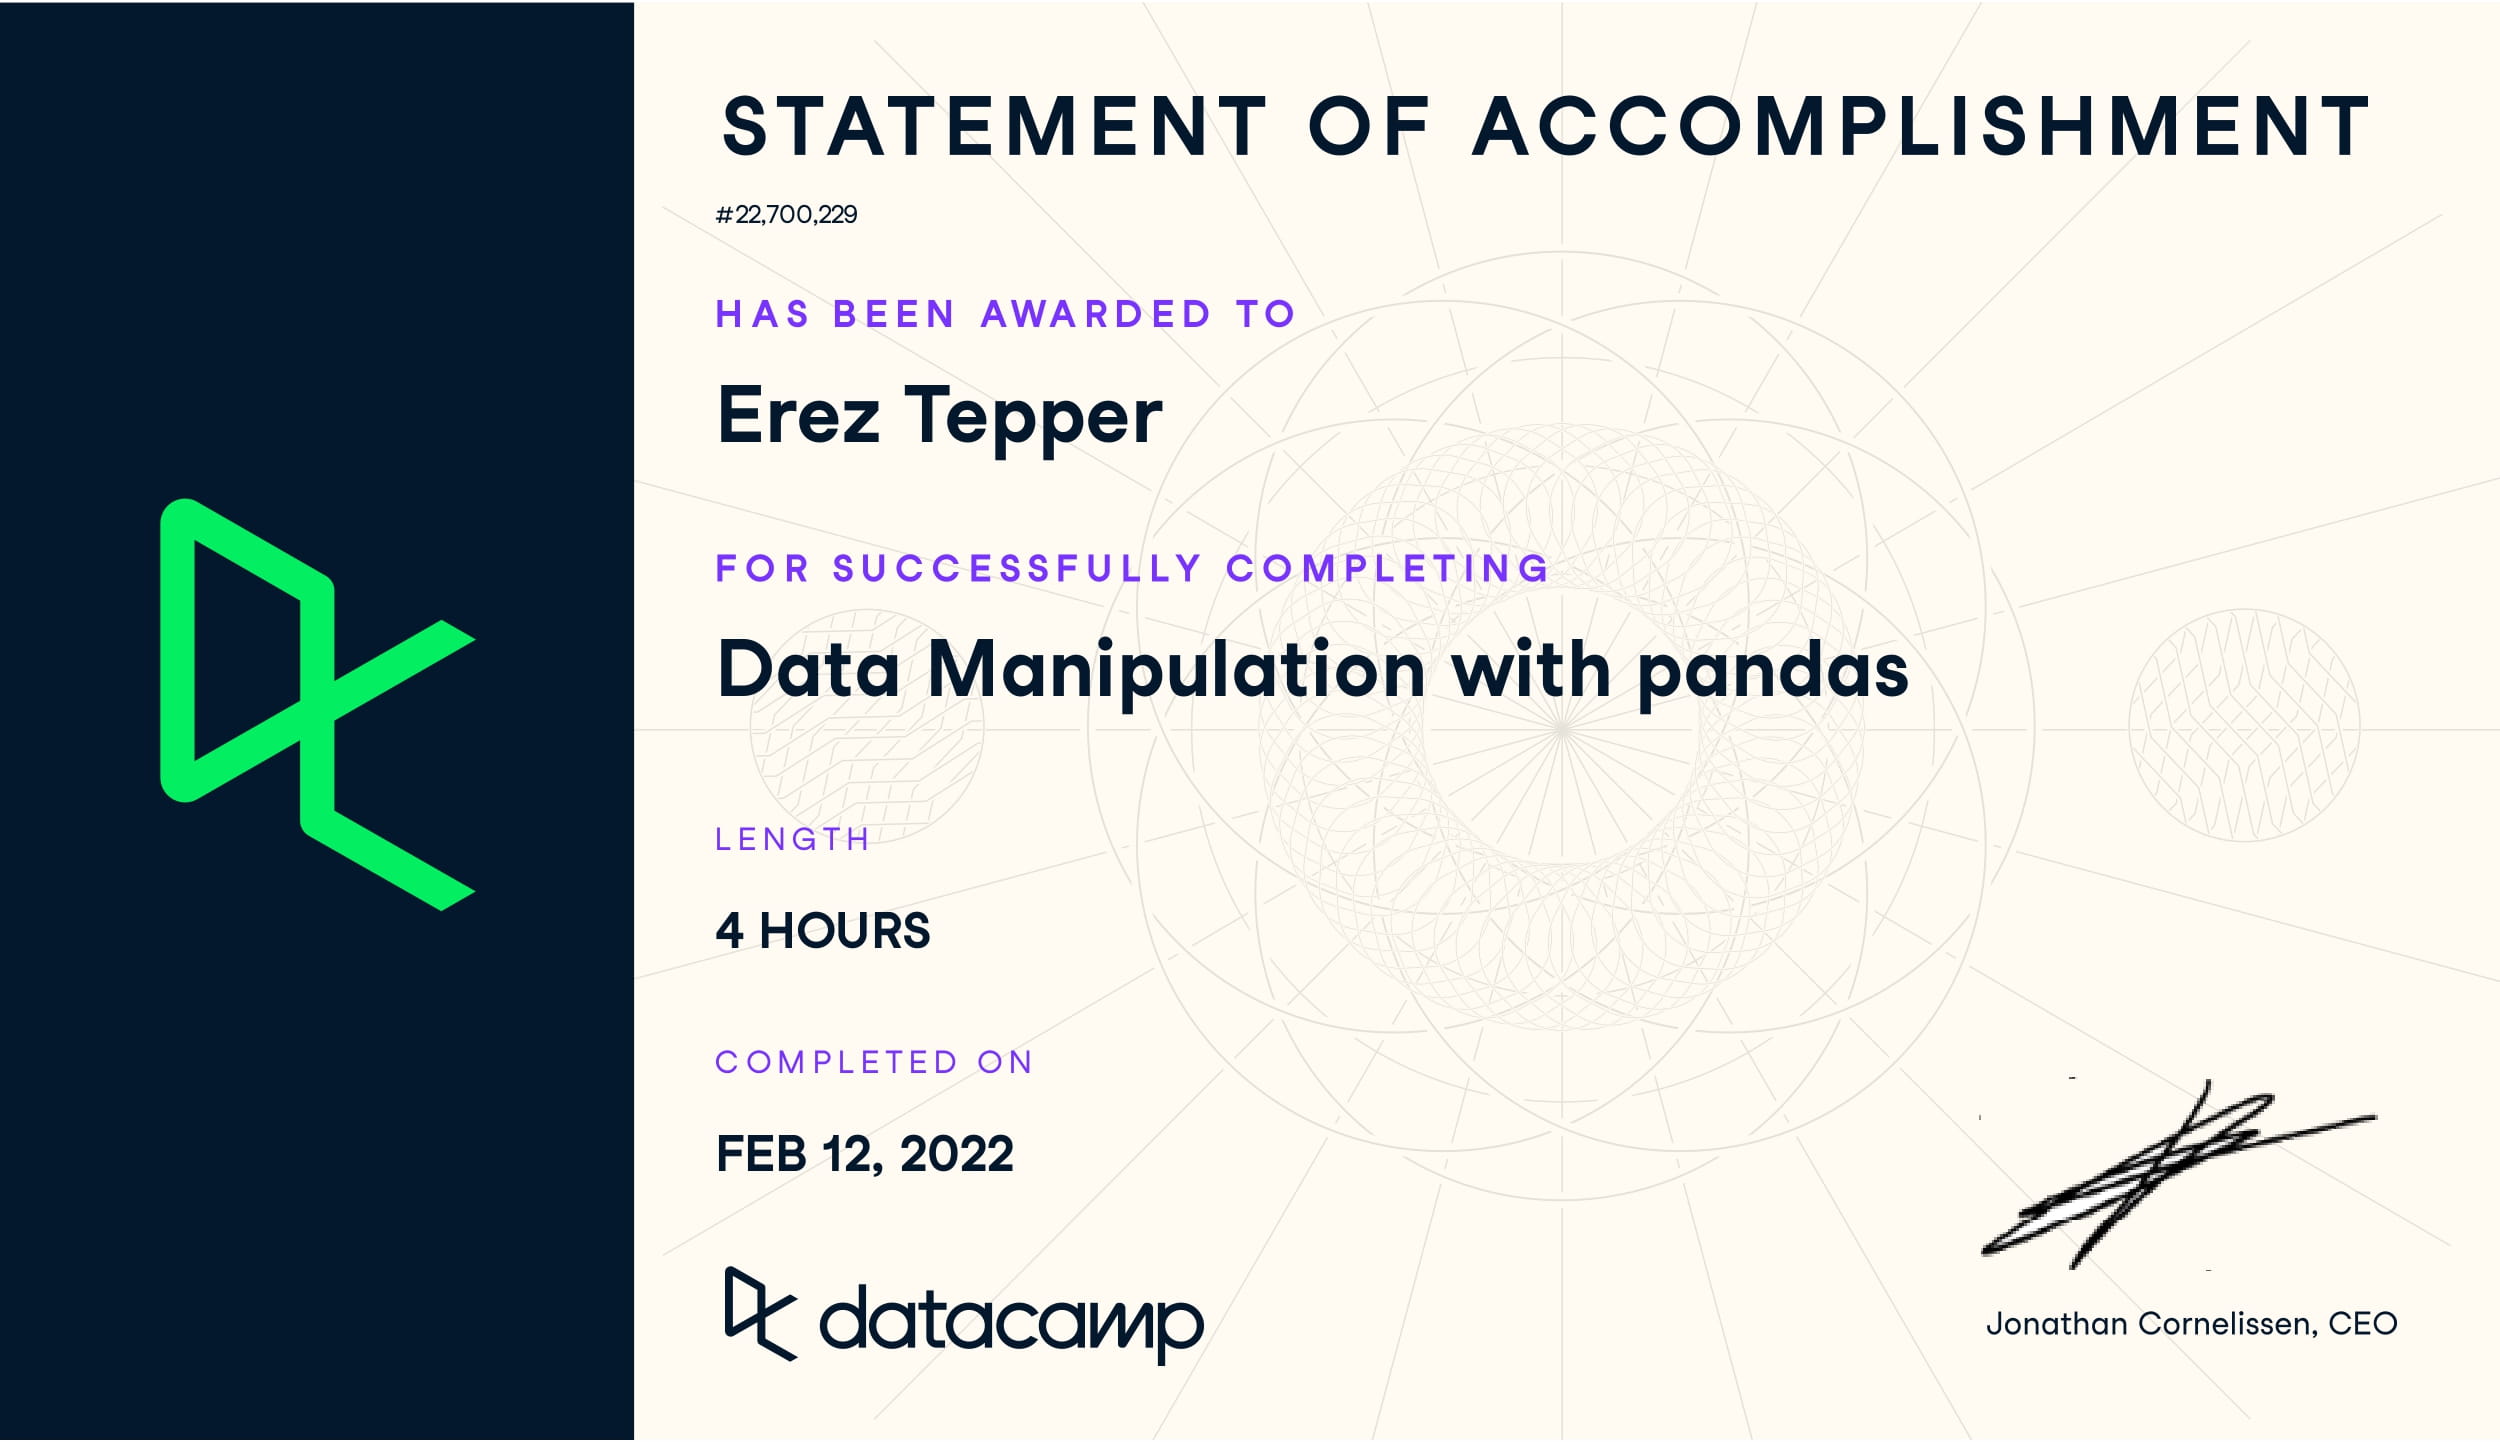 STATEMENT OF ACCOMPLISHMENT
#22,700,229
HAS BEEN AWARDED TO
Erez Tepper
FOR SUCCESSFULLY COMPLETING
Data Manipulation with pandas
LENGTH
4 HOURS
COMPLETED ON
FEB 12, 2022
datacamp
Jonathan Cornelissen, CEO